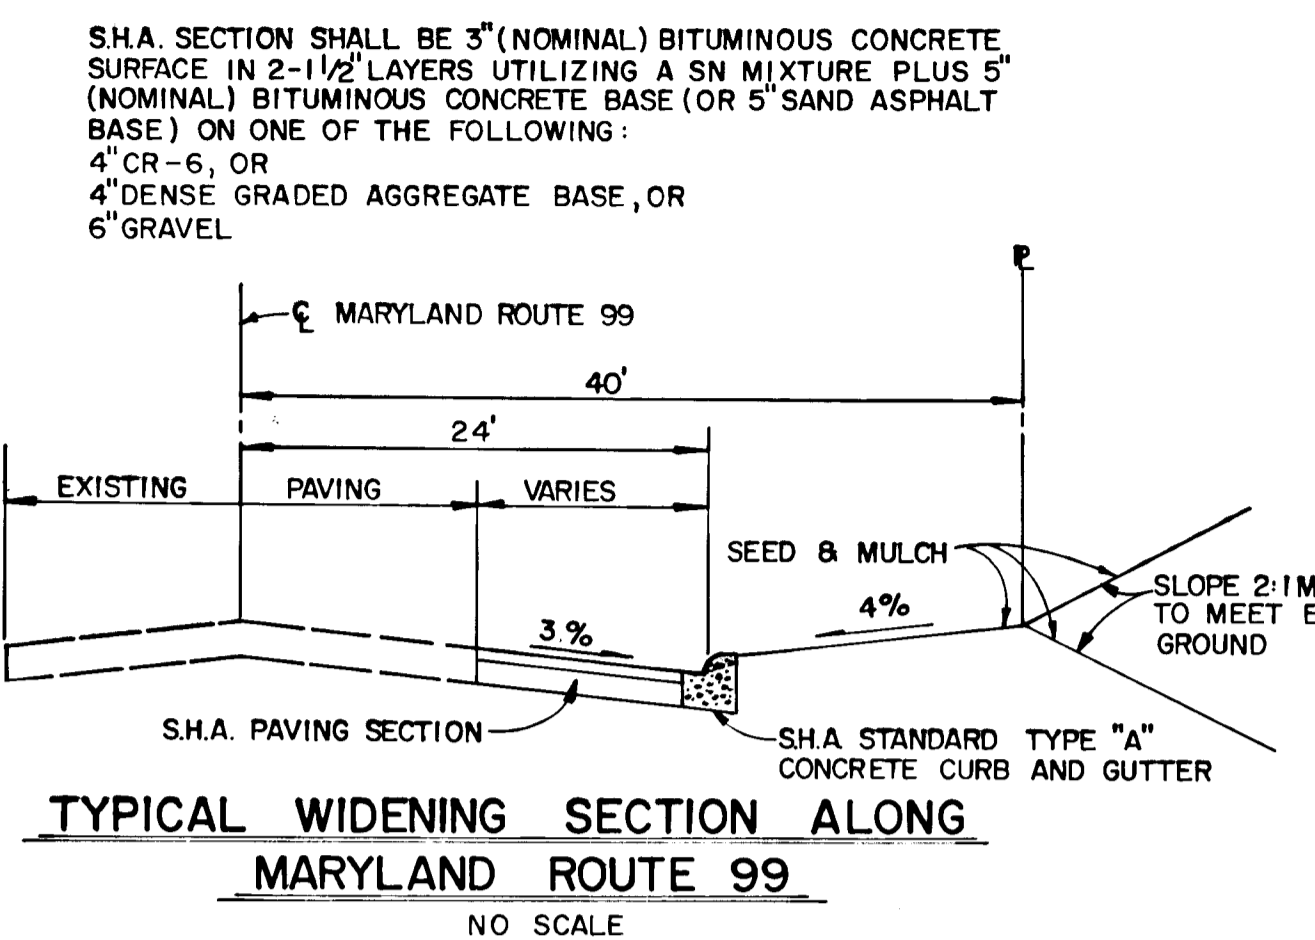 S.H.A. SECTION SHALL BE 3" (NOMINAL) BITUMINOUS CONCRETE
SURFACE IN 2-1 1/2" LAYERS UTILIZING A SN MIXTURE PLUS 5"
(NOMINAL) BITUMINOUS CONCRETE BASE (OR 5" SAND ASPHALT
BASE) ON ONE OF THE FOLLOWING:
4" CR-6, OR
4" DENSE GRADED AGGREGATE BASE, OR
6" GRAVEL
℄ MARYLAND ROUTE 99
PL
40'
24'
EXISTING PAVING VARIES
SEED & MULCH
SLOPE 2:1
TO MEET
GROUND
4%
3.%
S.H.A. PAVING SECTION
S.H.A STANDARD TYPE "A"
CONCRETE CURB AND GUTTER
TYPICAL WIDENING SECTION ALONG
MARYLAND ROUTE 99
NO SCALE